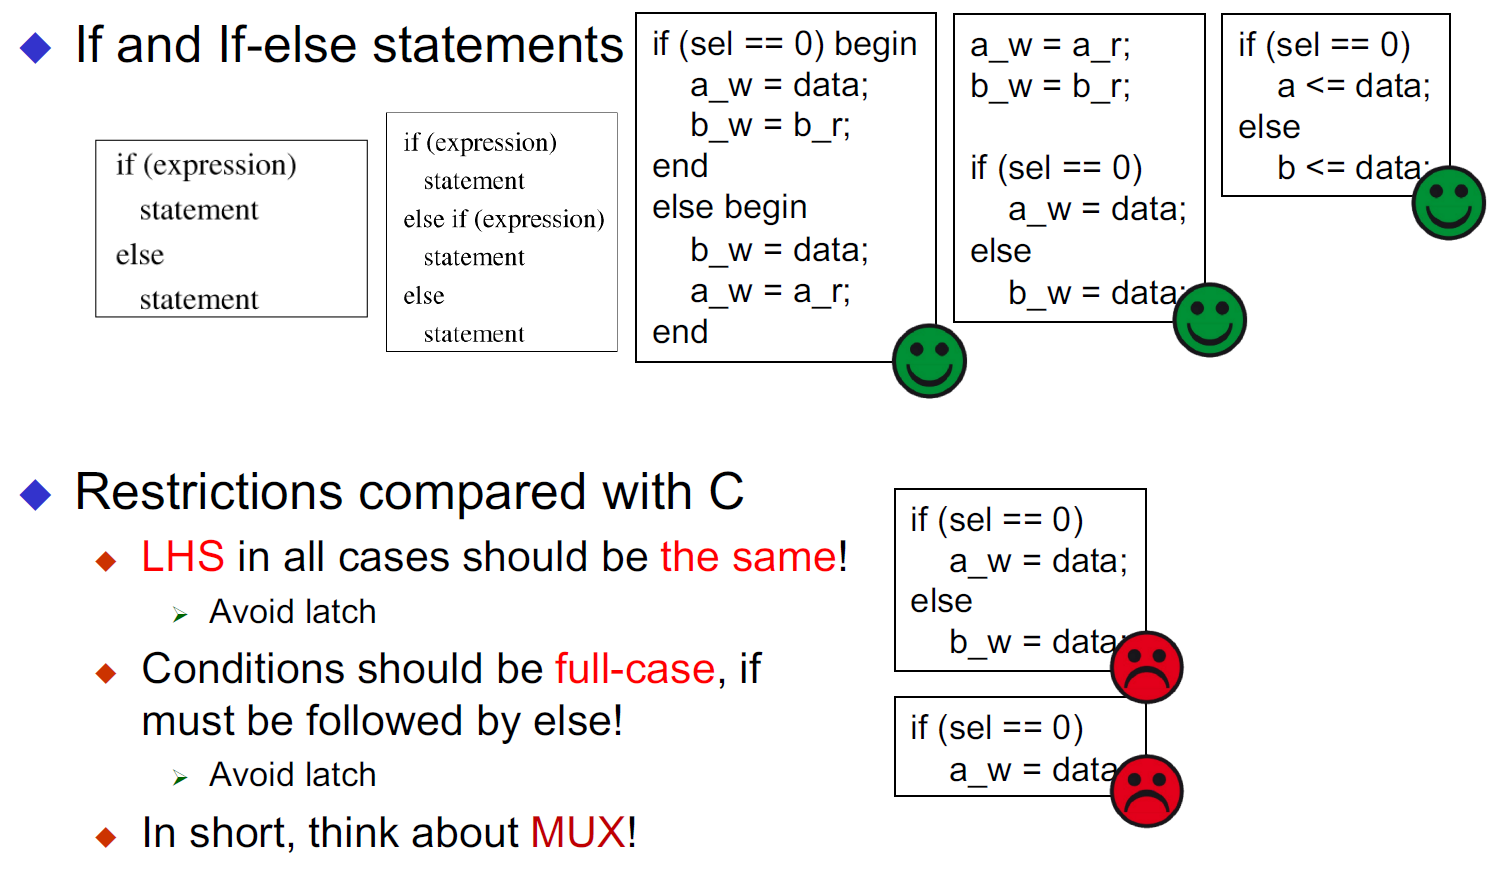 If and If-else statements
if (expression)
statement
else
statement
if (expression)
statement
else if (expression)
statement
else
statement
if (sel == 0) begin
a_w = data;
b_w = b_r;
end
else begin
b_w = data;
a_w = a_r;
end
a_w = a_r;
b_w = b_r;
if (sel == 0)
a_w = data;
else
b_w = data;
if (sel == 0)
a <= data;
else
b <= data;
Restrictions compared with C
LHS in all cases should be the same!
Avoid latch
Conditions should be full-case, if
must be followed by else!
Avoid latch
In short, think about MUX!
if (sel == 0)
a_w = data;
else
b_w = data;
if (sel == 0)
a_w = data